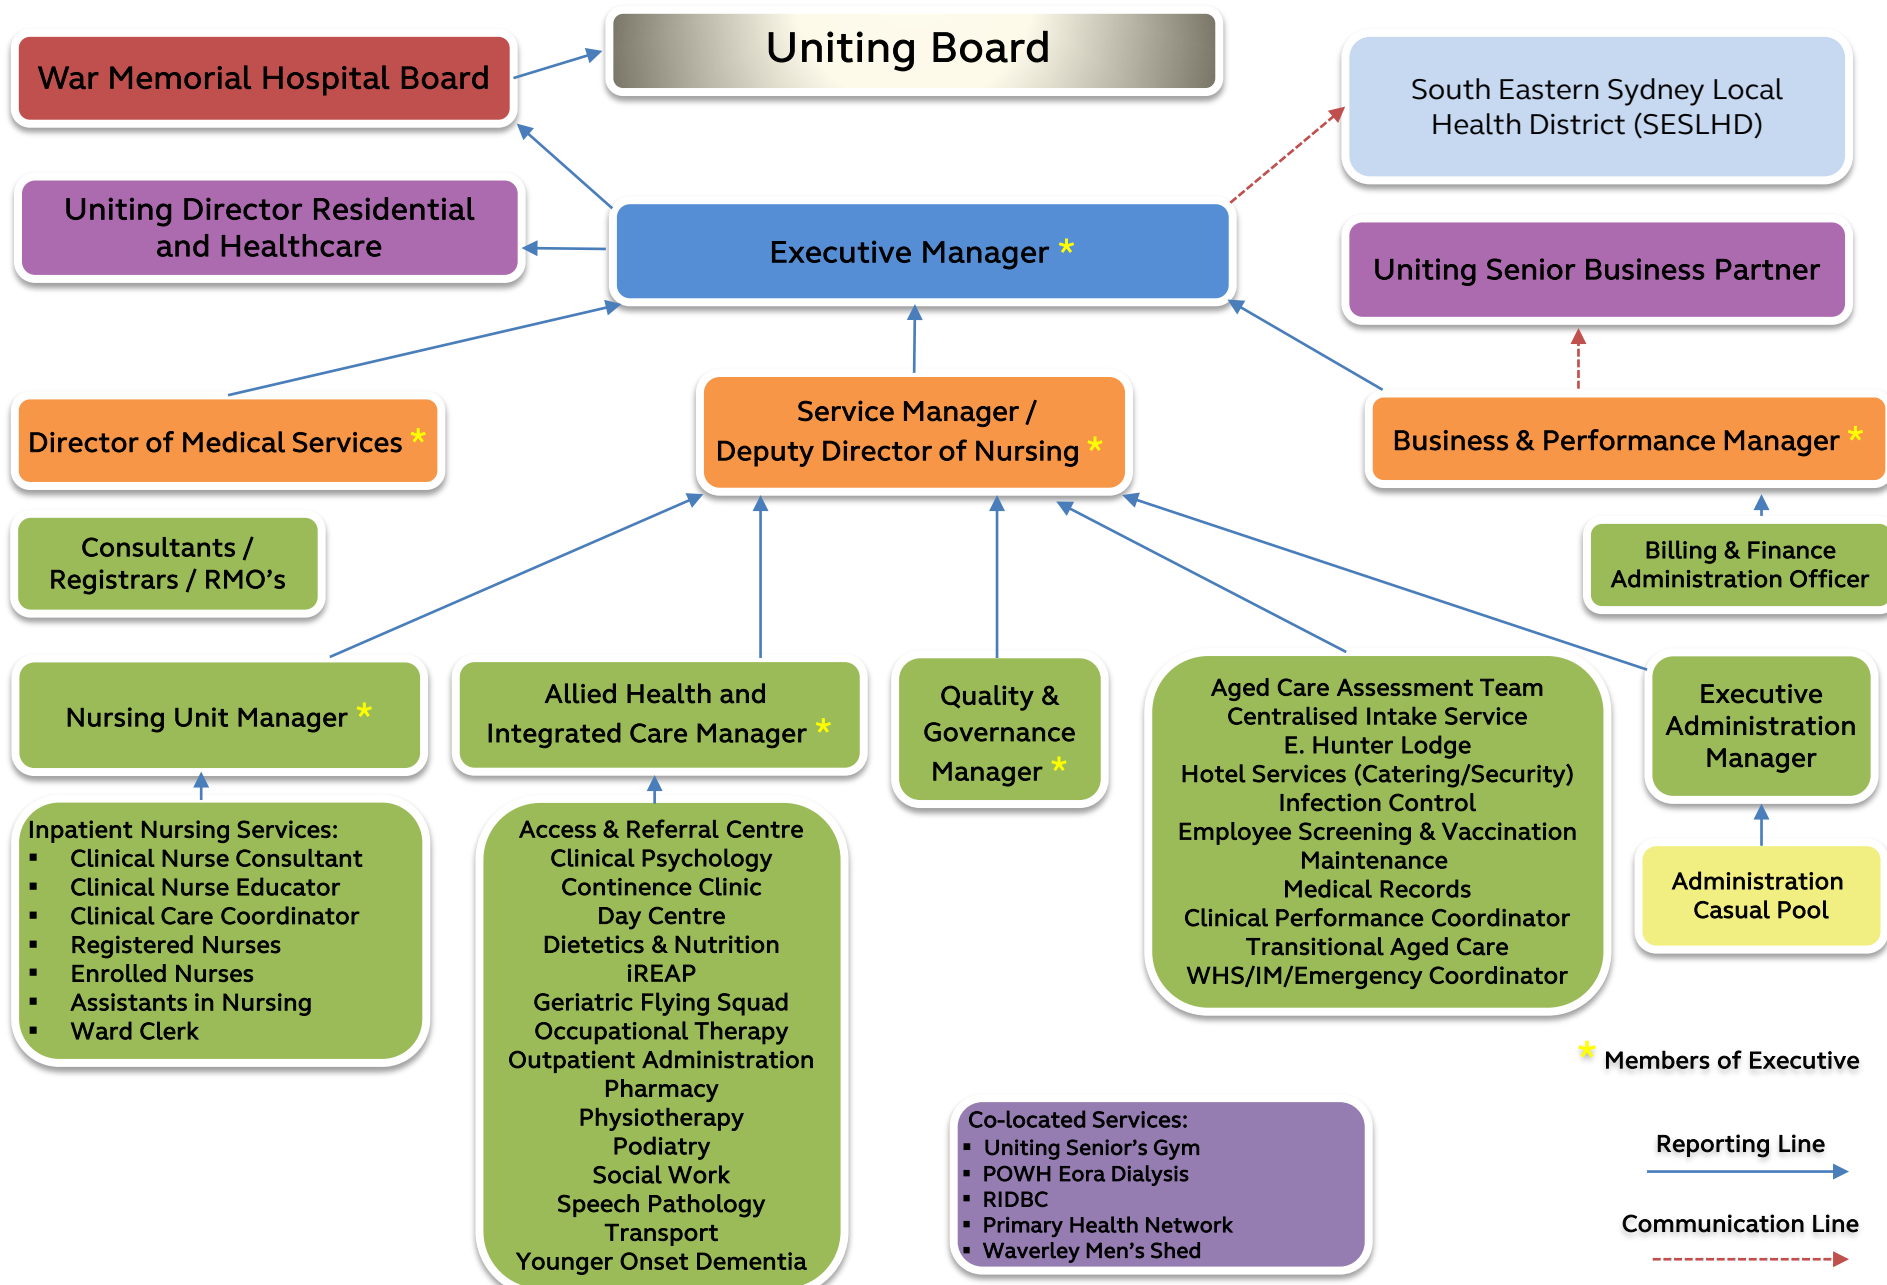 Uniting Board
War Memorial Hospital Board
South Eastern Sydney Local
Health District (SESLHD)
Uniting Director Residential
and Healthcare
Executive Manager *
Uniting Senior Business Partner
Director of Medical Services *
Service Manager /
Deputy Director of Nursing *
Business & Performance Manager *
Consultants /
Registrars / RMO’s
Billing & Finance
Administration Officer
Nursing Unit Manager *
Allied Health and
Integrated Care Manager *
Quality &
Governance
Manager *
Aged Care Assessment Team
Centralised Intake Service
E. Hunter Lodge
Hotel Services (Catering/Security)
Infection Control
Employee Screening & Vaccination
Maintenance
Medical Records
Clinical Performance Coordinator
Transitional Aged Care
WHS/IM/Emergency Coordinator
Executive
Administration
Manager
Administration
Casual Pool
Inpatient Nursing Services:
▪ Clinical Nurse Consultant
▪ Clinical Nurse Educator
▪ Clinical Care Coordinator
▪ Registered Nurses
▪ Enrolled Nurses
▪ Assistants in Nursing
▪ Ward Clerk
Access & Referral Centre
Clinical Psychology
Continence Clinic
Day Centre
Dietetics & Nutrition
iREAP
Geriatric Flying Squad
Occupational Therapy
Outpatient Administration
Pharmacy
Physiotherapy
Podiatry
Social Work
Speech Pathology
Transport
Younger Onset Dementia
Co-located Services:
▪ Uniting Senior’s Gym
▪ POWH Eora Dialysis
▪ RIDBC
▪ Primary Health Network
▪ Waverley Men’s Shed
* Members of Executive
Reporting Line
Communication Line